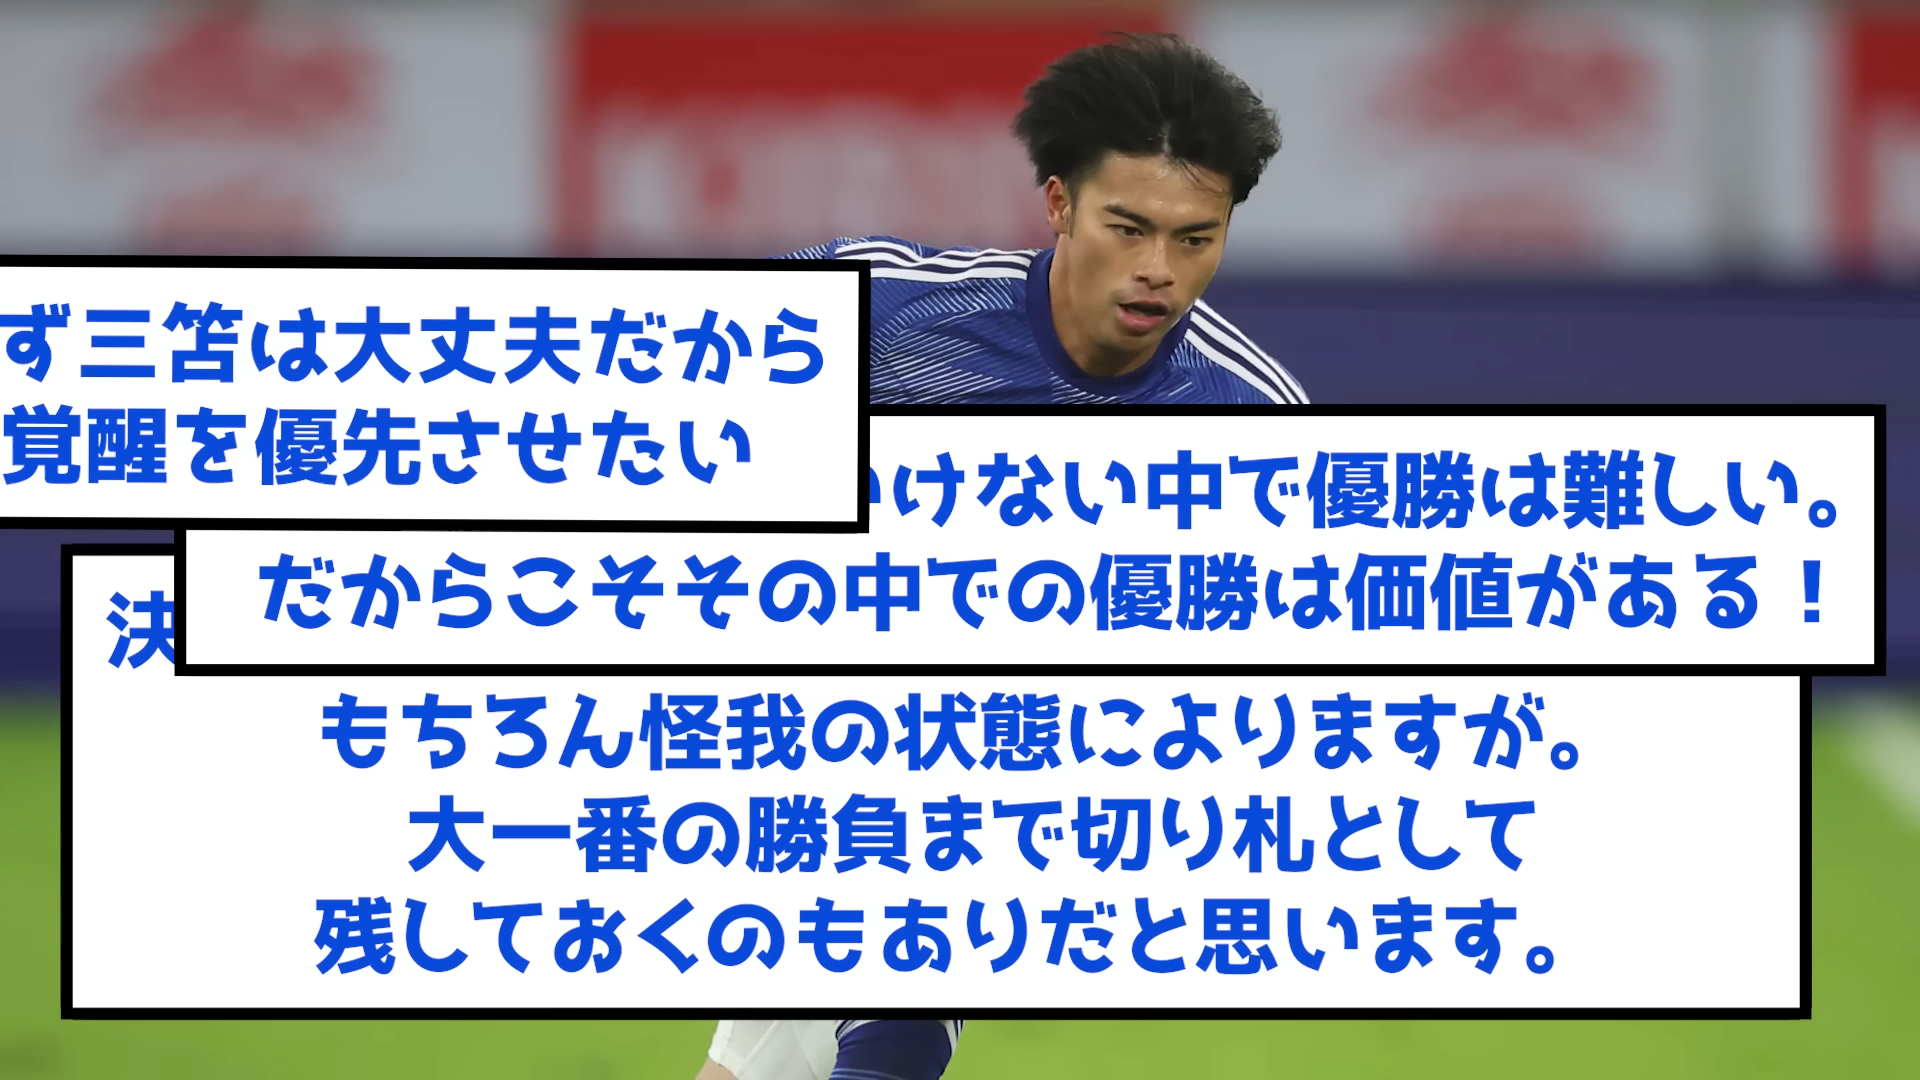 ず三笘は大丈夫だから
覚醒を優先させたい
いけない中で優勝は難しい。
だからこそその中での優勝は価値がある！
決
もちろん怪我の状態によりますが。
大一番の勝負まで切り札として
残しておくのもありだと思います。